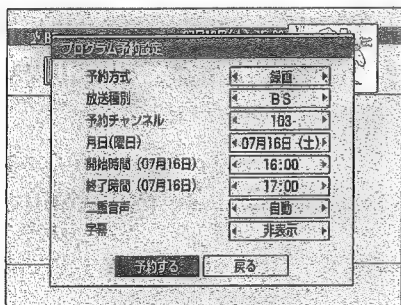 プログラム予約設定
予約方式 録画
放送種別 BS
予約チャンネル 103
月日(曜日) 07月16日(土)
開始時間 (07月16日) 16:00
終了時間 (07月16日) 17:00
二重音声 自動
字幕 非表示
予約する 戻る